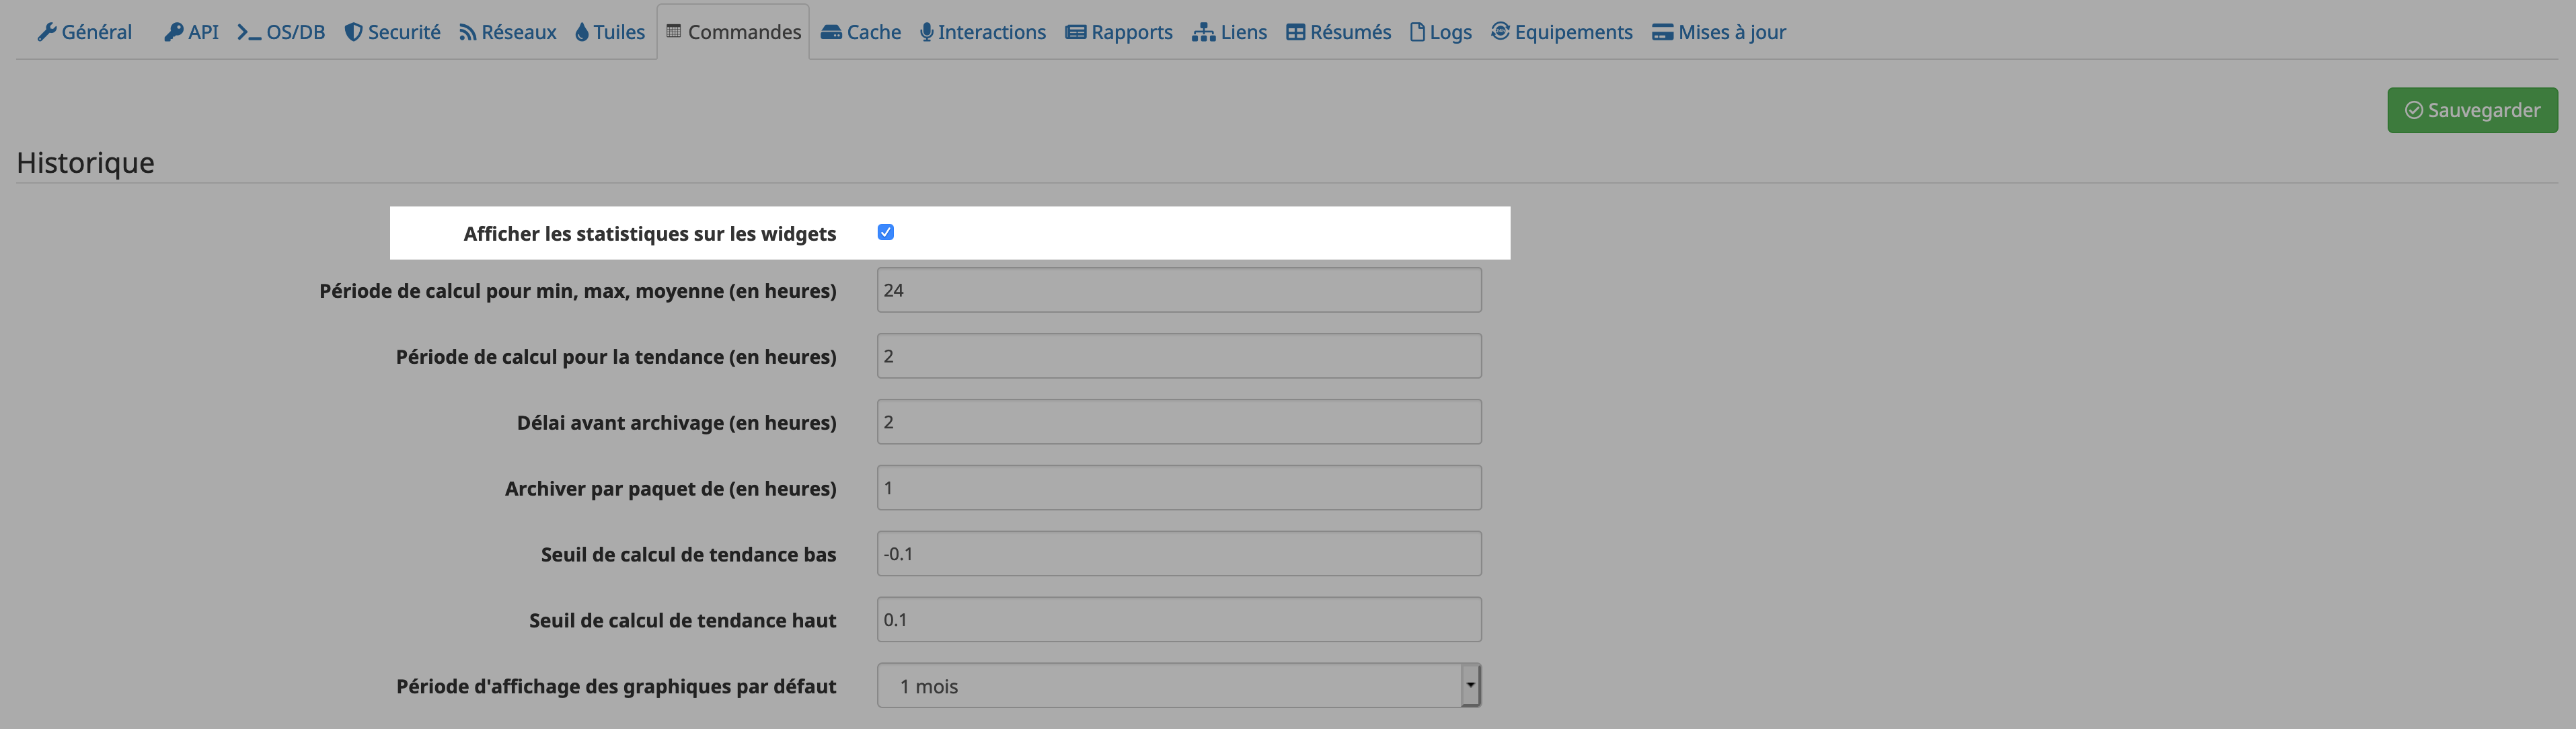 Général API OS/DB Securité Réseaux Tuiles Commandes Cache Interactions Rapports Liens Résumés Logs Equipements Mises à jour
Sauvegarder
Historique
Afficher les statistiques sur les widgets
Période de calcul pour min, max, moyenne (en heures) 24
Période de calcul pour la tendance (en heures) 2
Délai avant archivage (en heures) 2
Archiver par paquet de (en heures) 1
Seuil de calcul de tendance bas -0.1
Seuil de calcul de tendance haut 0.1
Période d'affichage des graphiques par défaut 1 mois